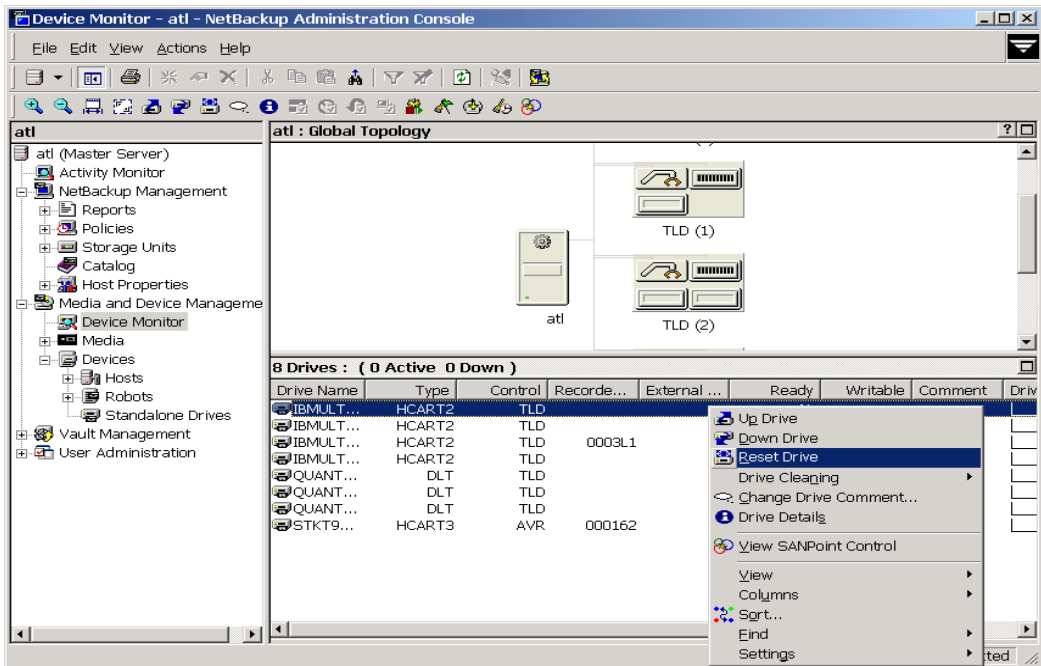 Device Monitor - atl - NetBackup Administration Console
File Edit View Actions Help
atl
atl (Master Server)
Activity Monitor
NetBackup Management
Reports
Policies
Storage Units
Catalog
Host Properties
Media and Device Manageme
Device Monitor
Media
Devices
Hosts
Robots
Standalone Drives
Vault Management
User Administration
atl : Global Topology
TLD (1)
atl
TLD (2)
8 Drives : ( 0 Active 0 Down )
Drive Name Type Control Recorde... External ... Ready Writable Comment Driv
IBMULT... HCART2 TLD
IBMULT... HCART2 TLD
IBMULT... HCART2 TLD 0003L1
IBMULT... HCART2 TLD
QUANT... DLT TLD
QUANT... DLT TLD
QUANT... DLT TLD
STKT9... HCART3 AVR 000162
Up Drive
Down Drive
Reset Drive
Drive Cleaning
Change Drive Comment...
Drive Details
View SANPoint Control
View
Columns
Sort...
Find
Settings
cted